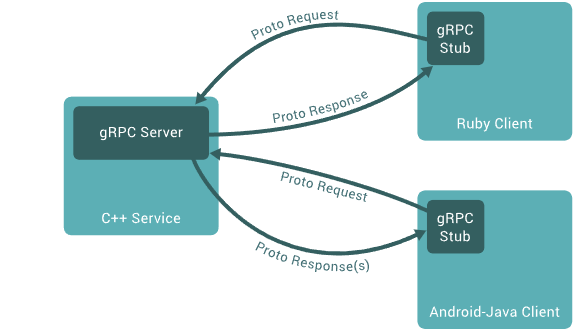 Proto Request
gRPC
Stub
Ruby Client
Proto Response
gRPC Server
C++ Service
Proto Request
gRPC
Stub
Proto Response(s)
Android-Java Client